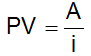 PV = A/i